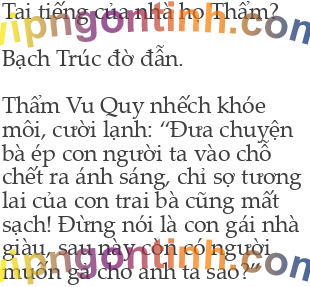 Tai tiếng của nhà họ Thẩm?
Bạch Trúc đờ đẫn.
Thẩm Vu Quy nhếch khóe
môi, cười lạnh: “Đưa chuyện
bà ép con người ta vào chỗ
chết ra ánh sáng, chỉ sợ tương
lai của con trai bà cũng mất
sạch! Đừng nói là con gái nhà
giàu, sau này còn có người
muốn gả cho anh ta sao?”
vipngontinh.com
vipngontinh.com